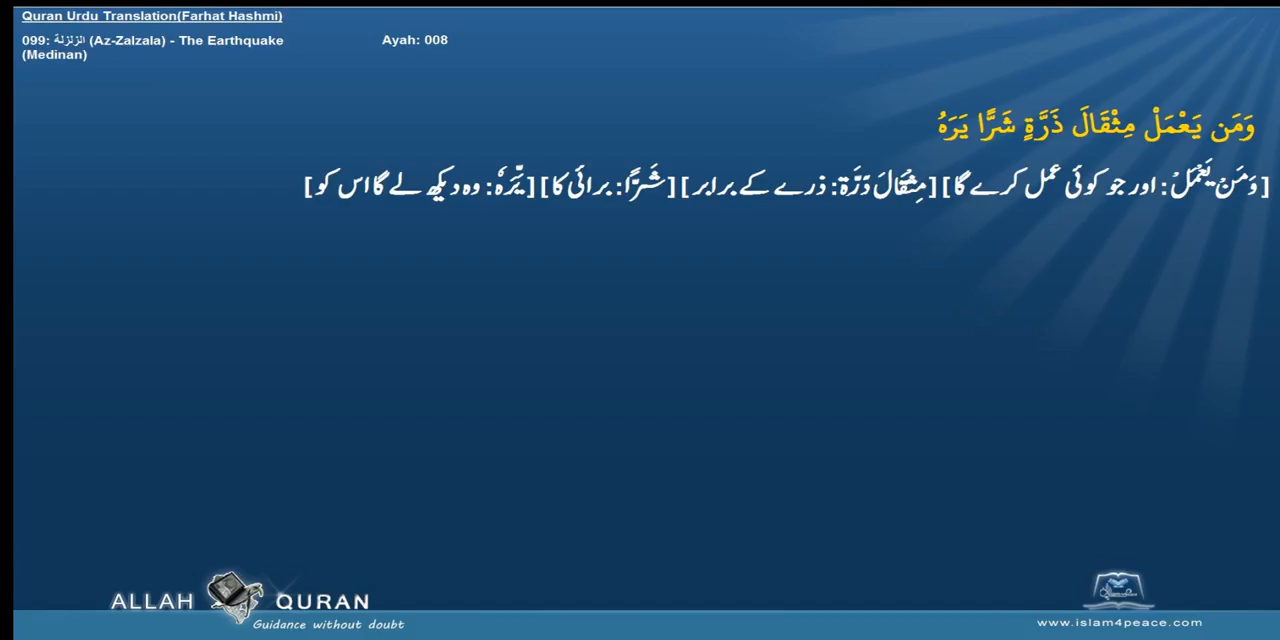 Quran Urdu Translation(Farhat Hashmi)
099: الزلزلة (Az-Zalzala) - The Earthquake
(Medinan)
Ayah: 008
وَمَن يَعْمَلْ مِثْقَالَ ذَرَّةٍ شَرًّا يَرَهُ
[وَمَنْ يَّعْمَلْ: اور جو کوئی عمل کرے گا] [مِثْقَالَ ذَرَّةٍ: ذرے کے برابر] [شَرًّا: برائی کا] [يَّرَهٗ: وہ دیکھ لے گا اس کو]
ALLAH QURAN
Guidance without doubt
www.islam4peace.com